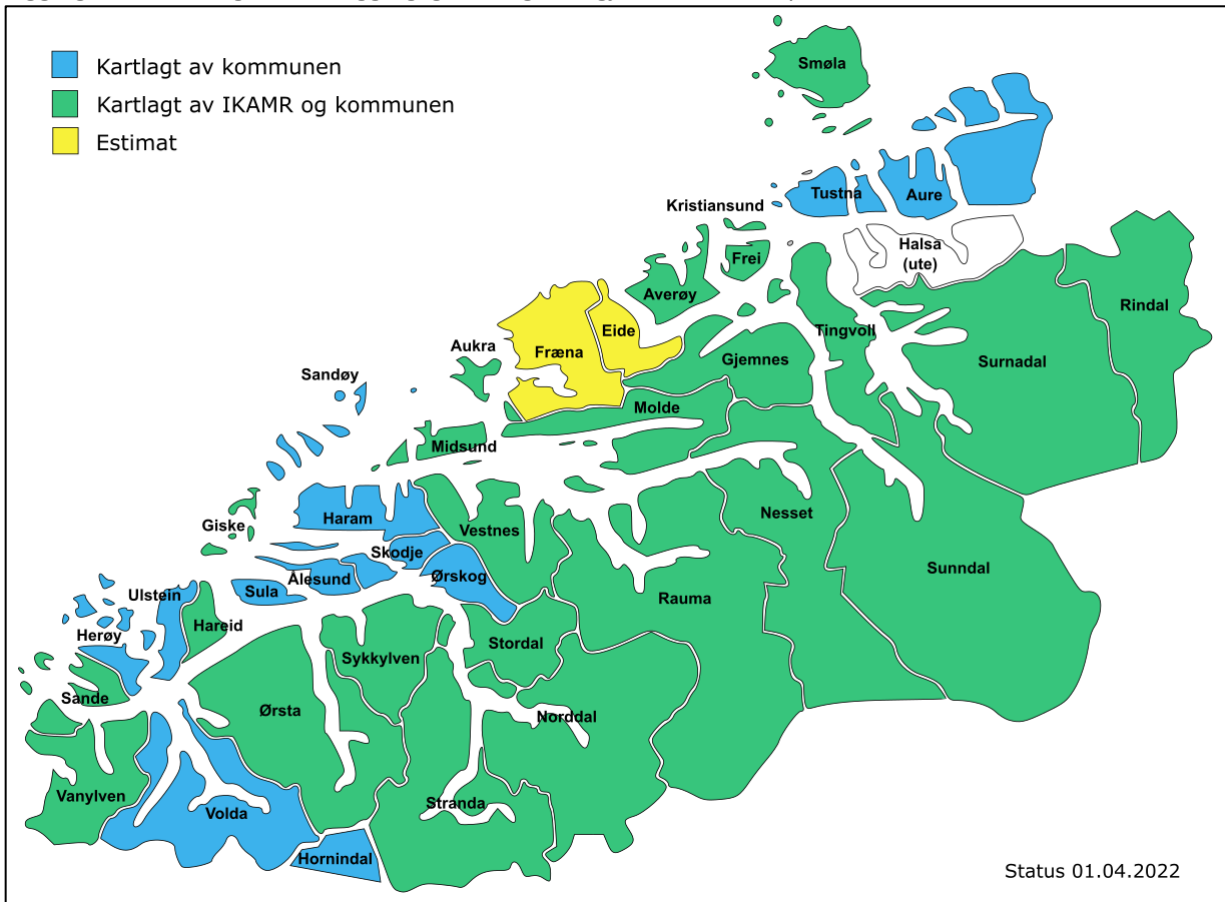 Kartlagt av kommunen
Kartlagt av IKAMR og kommunen
Estimat
Smøla
Tustna
Aure
Kristiansund
Halsa
(ute)
Frei
Averøy
Rindal
Eide
Tingvoll
Aukra
Fræna
Gjemnes
Surnadal
Sandøy
Molde
Midsund
Nesset
Giske
Haram
Vestnes
Skodje
Sunndal
Ålesund
Ørskog
Ulstein
Sula
Rauma
Hareid
Herøy
Stordal
Sykkylven
Sande
Ørsta
Norddal
Vanylven
Stranda
Volda
Hornindal
Status 01.04.2022